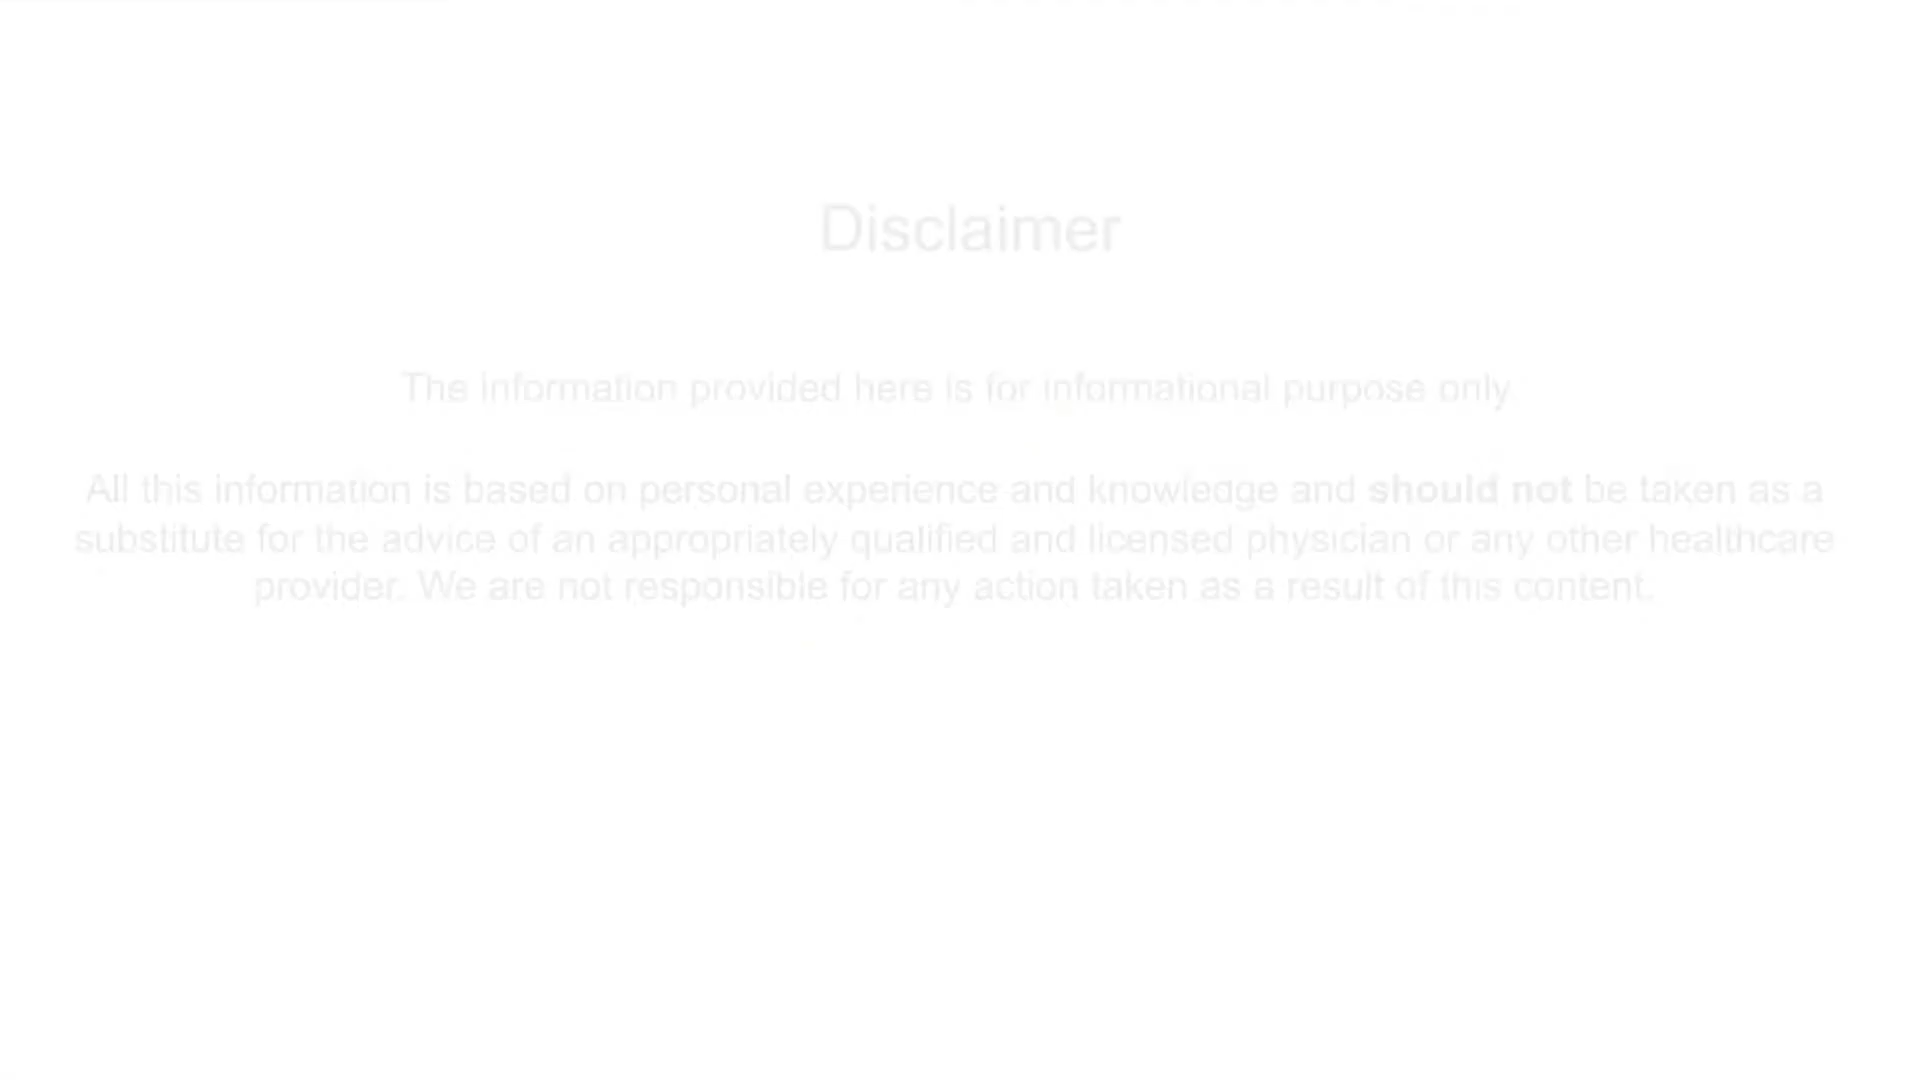 Disclaimer
The information provided here is for informational purpose only.
All this information is based on personal experience and knowledge and should not be taken as a
substitute for the advice of an appropriately qualified and licensed physician or any other healthcare
provider. We are not responsible for any action taken as a result of this content.